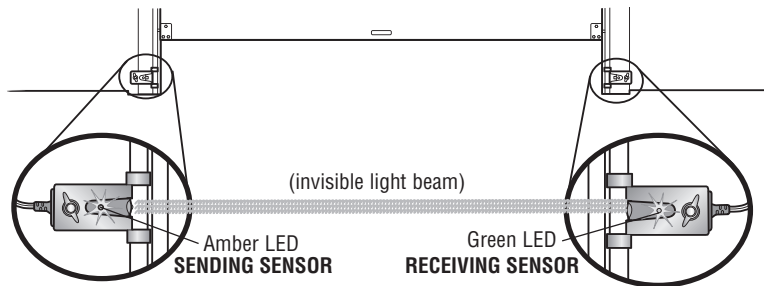 (invisible light beam)
Amber LED
SENDING SENSOR
Green LED
RECEIVING SENSOR